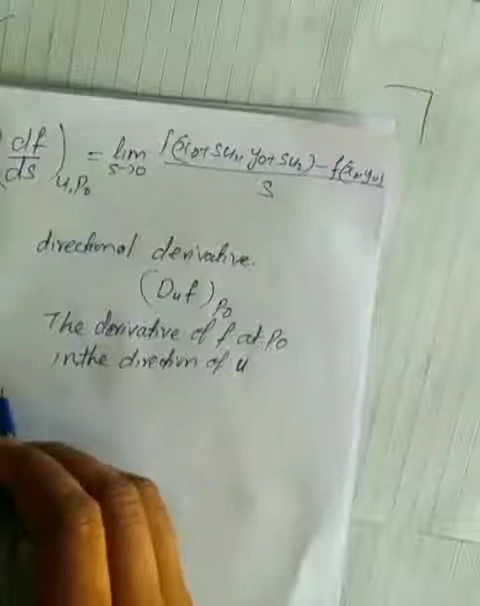 (df/ds)u,P₀ = lim s→0 f(x₀+su₁, y₀+su₂)-f(x₀,y₀)/s
directional derivative.
(Duf)P₀
The derivative of f at P₀
in the direction of u